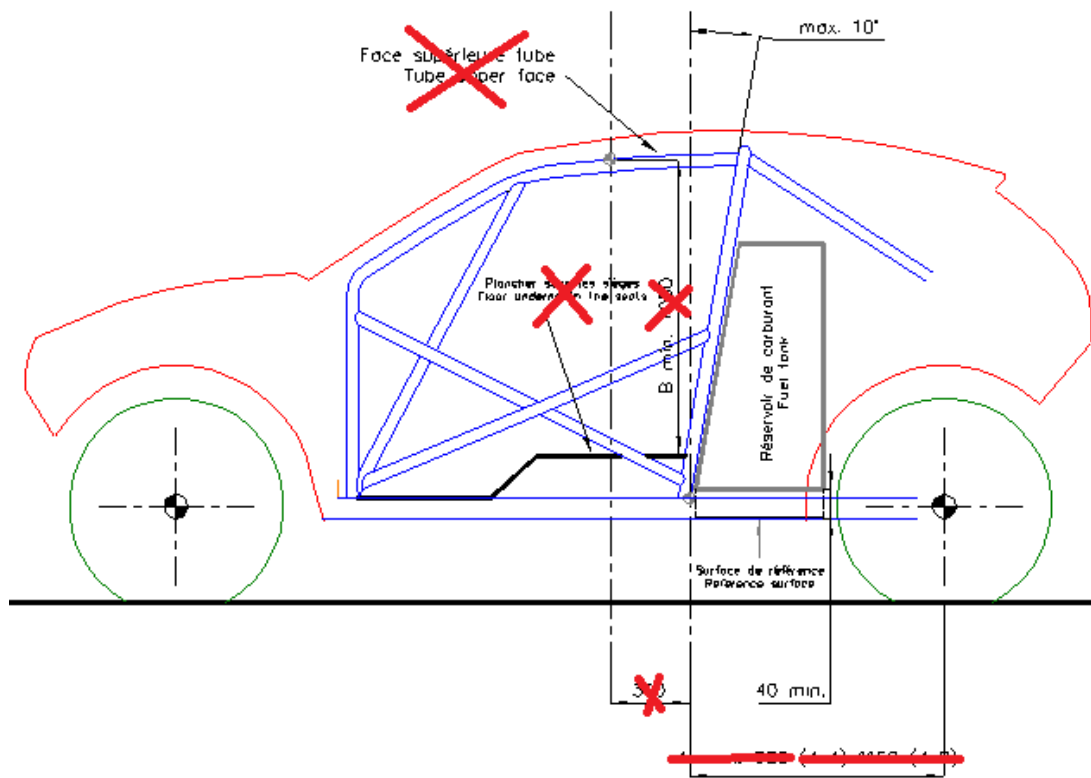 max. 10°
Face supérieure tube
Tube upper face
Plancher sous les sièges
Floor underneath the seats
B min.
Réservoir de carburant
Fuel tank
Surface de référence
Reference surface
40 min.